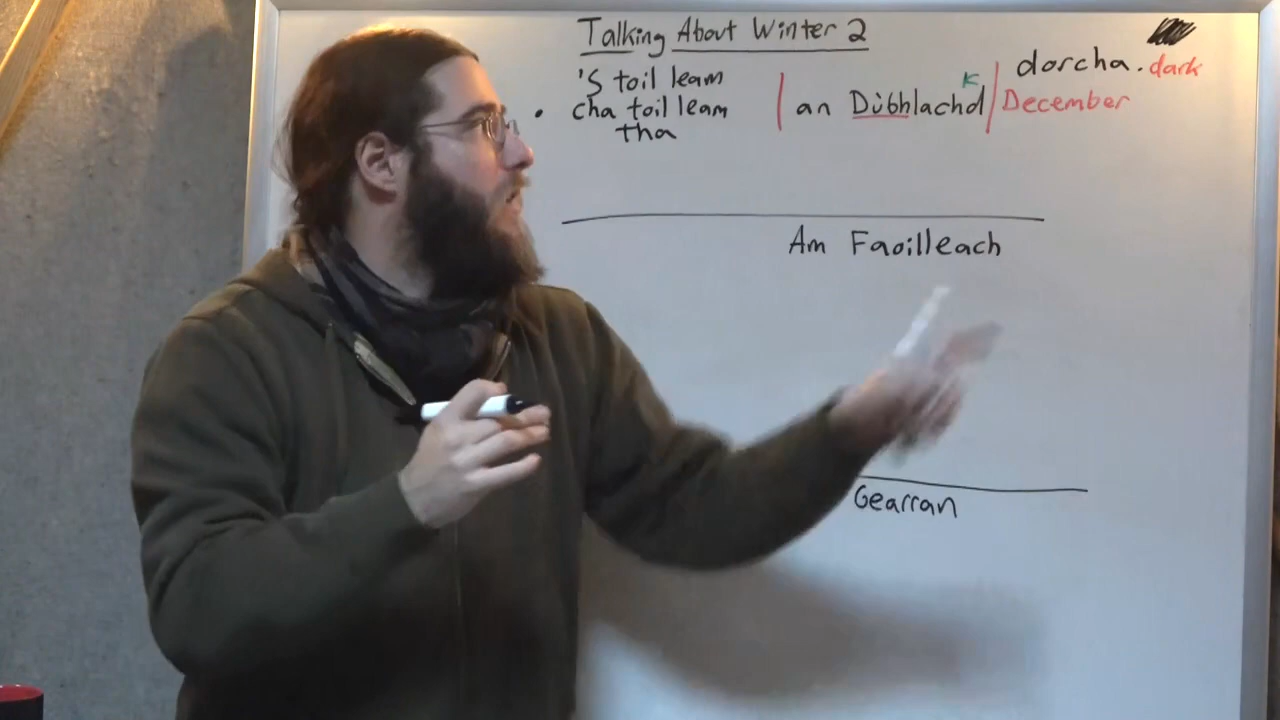 Talking About Winter 2
'S toil leam
cha toil leam
tha
an Dùbhlachd
K
December
dorcha. dark
Am Faoilleach
Gearran